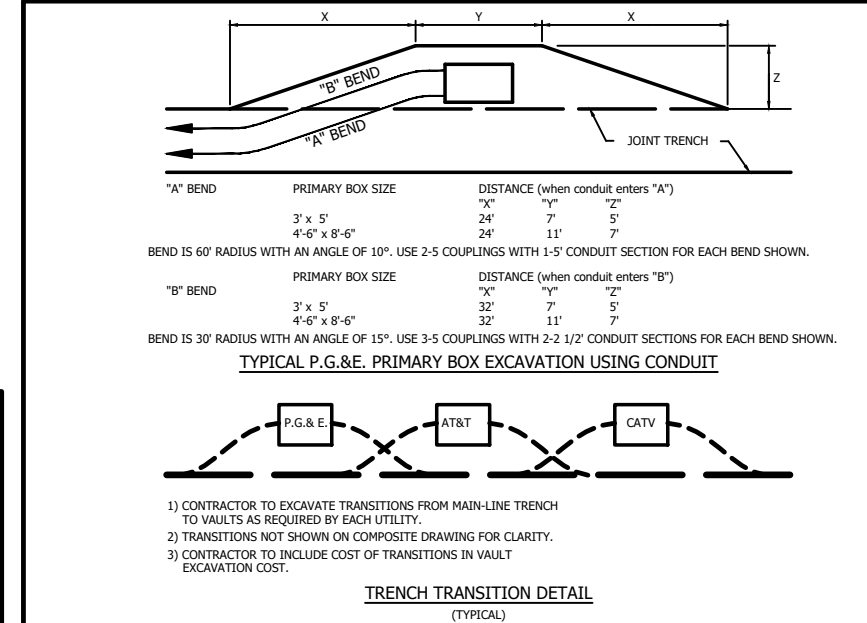 X Y X
Z
"B" BEND
"A" BEND
JOINT TRENCH
"A" BEND PRIMARY BOX SIZE DISTANCE (when conduit enters "A")
"X" "Y" "Z"
3' x 5' 24' 7' 5'
4'-6" x 8'-6" 24' 11' 7'
BEND IS 60' RADIUS WITH AN ANGLE OF 10°. USE 2-5 COUPLINGS WITH 1-5' CONDUIT SECTION FOR EACH BEND SHOWN.
PRIMARY BOX SIZE DISTANCE (when conduit enters "B")
"B" BEND "X" "Y" "Z"
3' x 5' 32' 7' 5'
4'-6" x 8'-6" 32' 11' 7'
BEND IS 30' RADIUS WITH AN ANGLE OF 15°. USE 3-5 COUPLINGS WITH 2-2 1/2' CONDUIT SECTIONS FOR EACH BEND SHOWN.
TYPICAL P.G.&E. PRIMARY BOX EXCAVATION USING CONDUIT
P.G.& E. AT&T CATV
1) CONTRACTOR TO EXCAVATE TRANSITIONS FROM MAIN-LINE TRENCH
TO VAULTS AS REQUIRED BY EACH UTILITY.
2) TRANSITIONS NOT SHOWN ON COMPOSITE DRAWING FOR CLARITY.
3) CONTRACTOR TO INCLUDE COST OF TRANSITIONS IN VAULT
EXCAVATION COST.
TRENCH TRANSITION DETAIL
(TYPICAL)